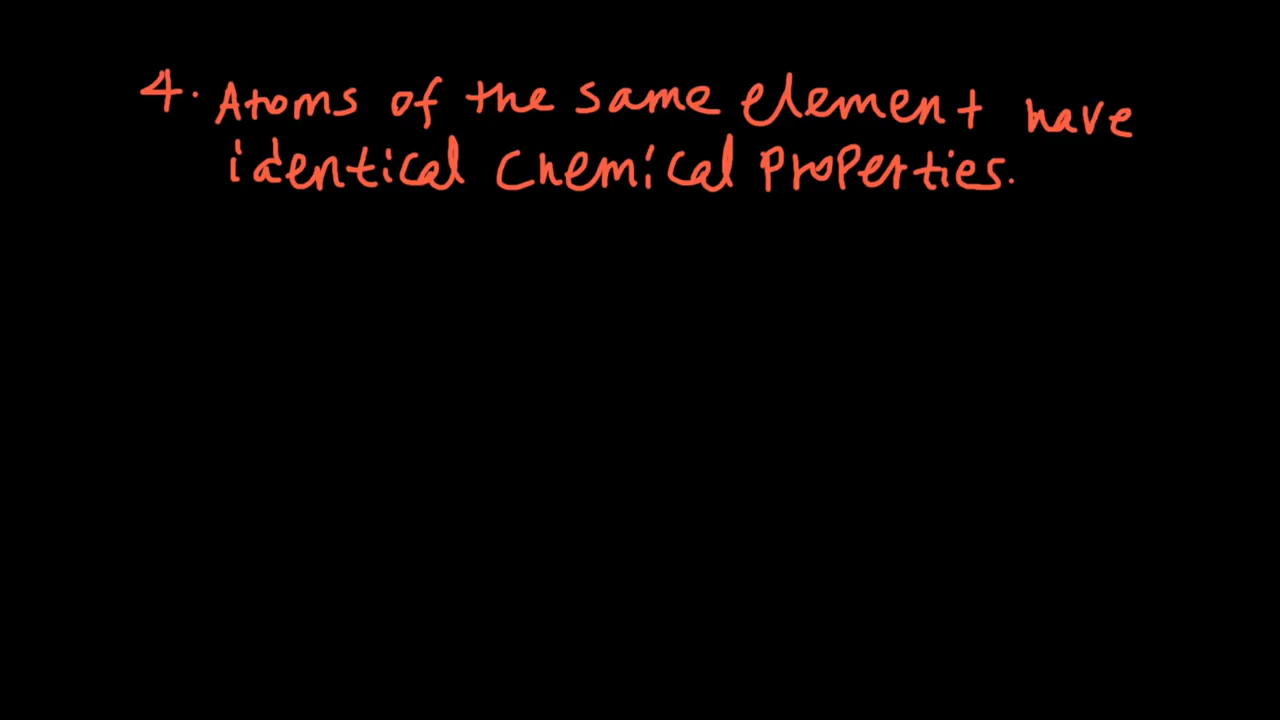 4. Atoms of the same element have
identical chemical properties.